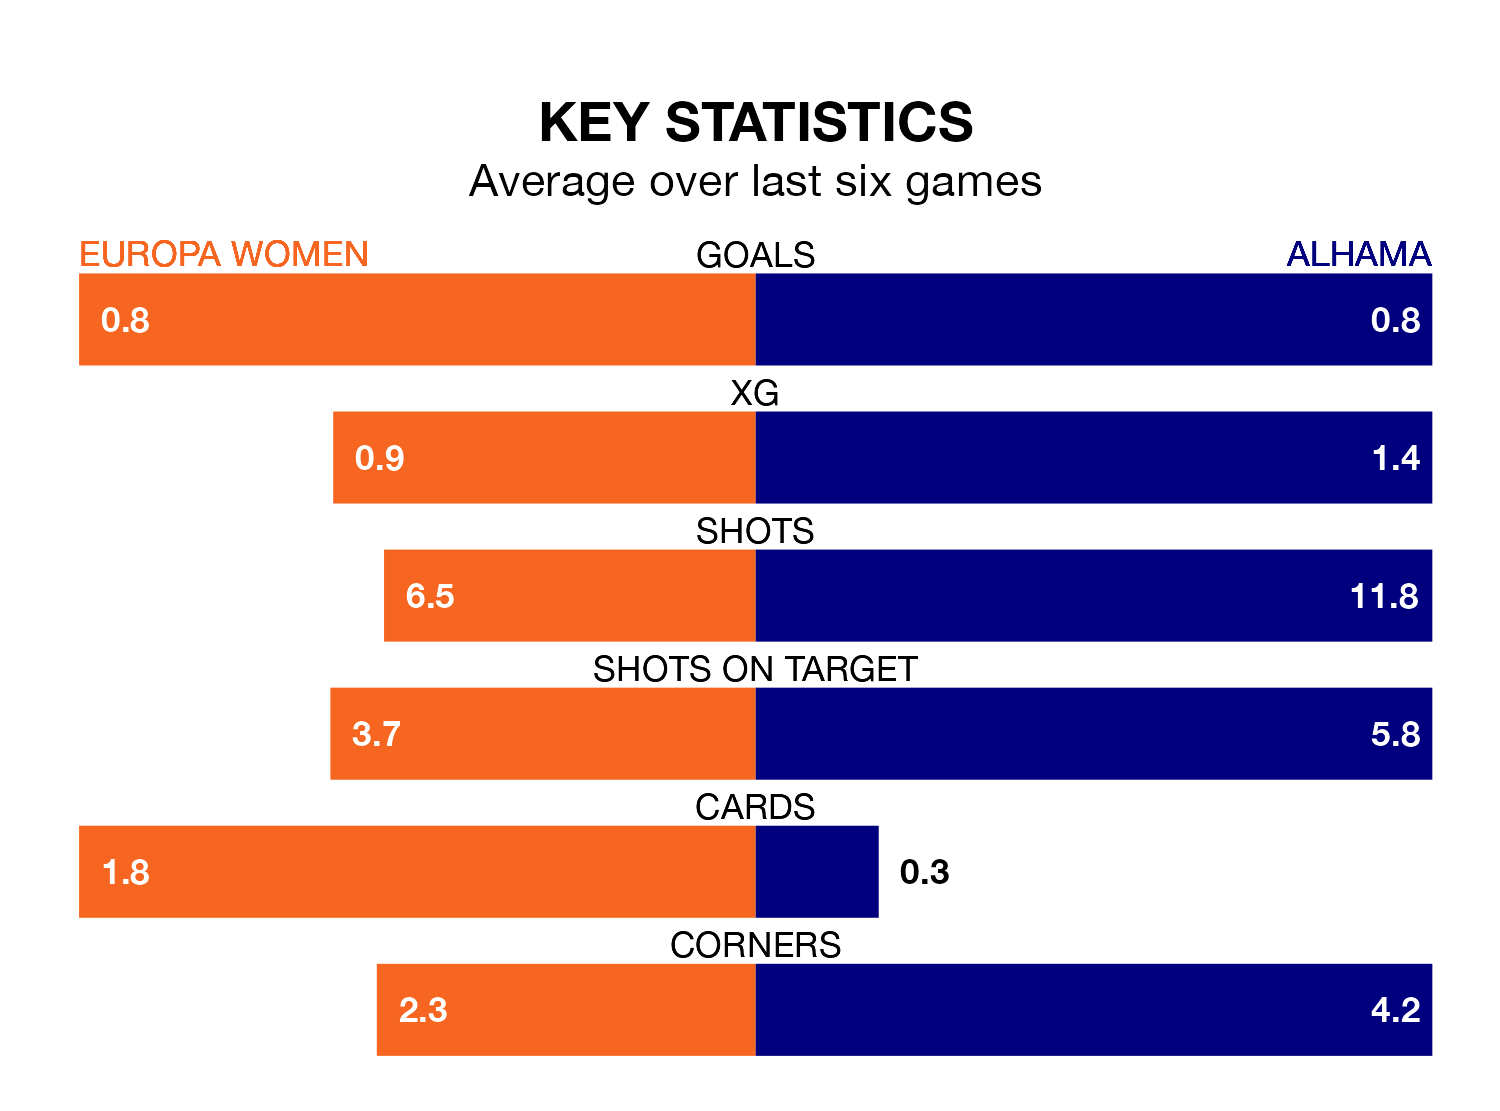 KEY STATISTICS
Average over last six games
EUROPA WOMEN GOALS ALHAMA
0.8 0.8
XG
0.9 1.4
SHOTS
6.5 11.8
SHOTS ON TARGET
3.7 5.8
CARDS
1.8 0.3
CORNERS
2.3 4.2